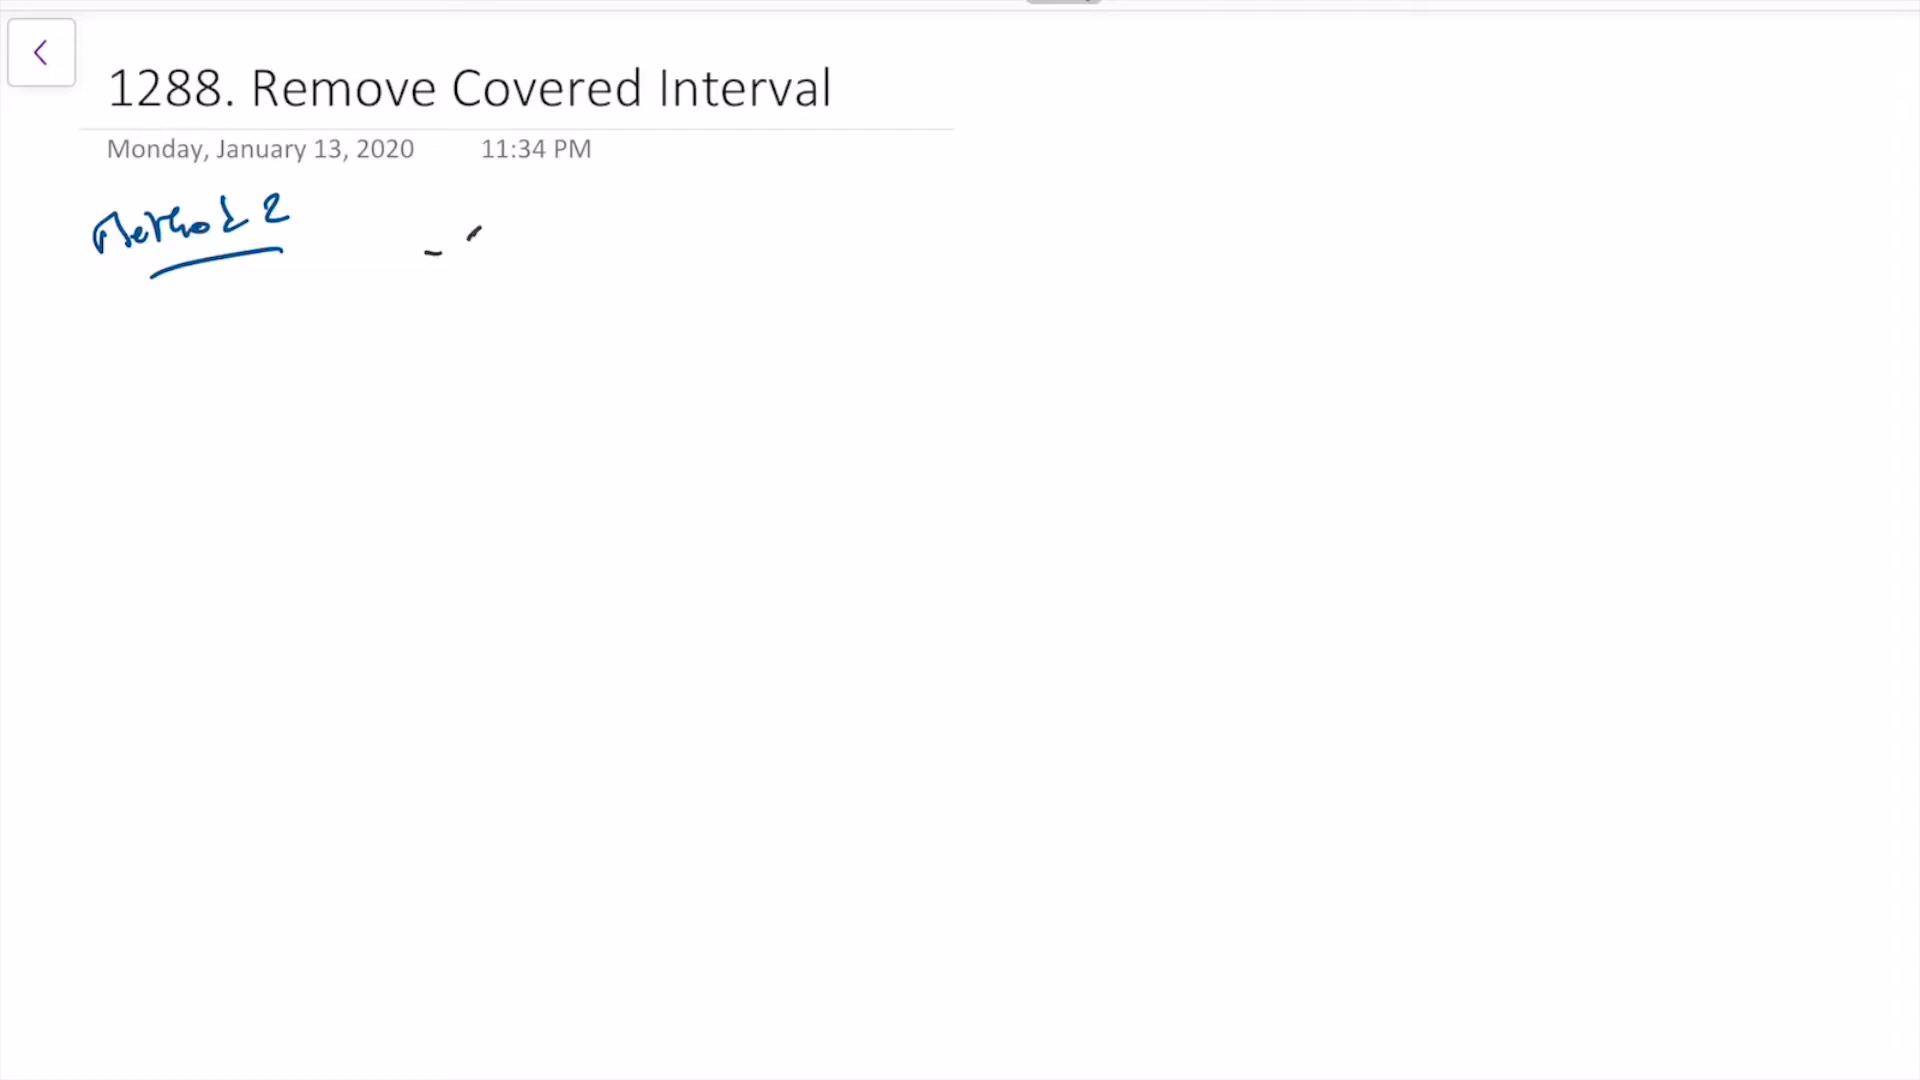 1288. Remove Covered Interval
Monday, January 13, 2020 11:34 PM
Method 2
-